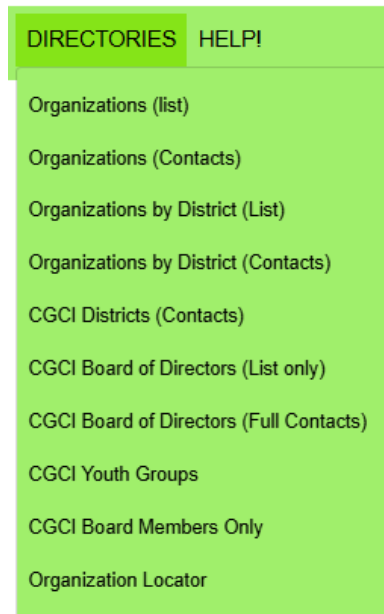 DIRECTORIES HELP!
Organizations (list)
Organizations (Contacts)
Organizations by District (List)
Organizations by District (Contacts)
CGCI Districts (Contacts)
CGCI Board of Directors (List only)
CGCI Board of Directors (Full Contacts)
CGCI Youth Groups
CGCI Board Members Only
Organization Locator